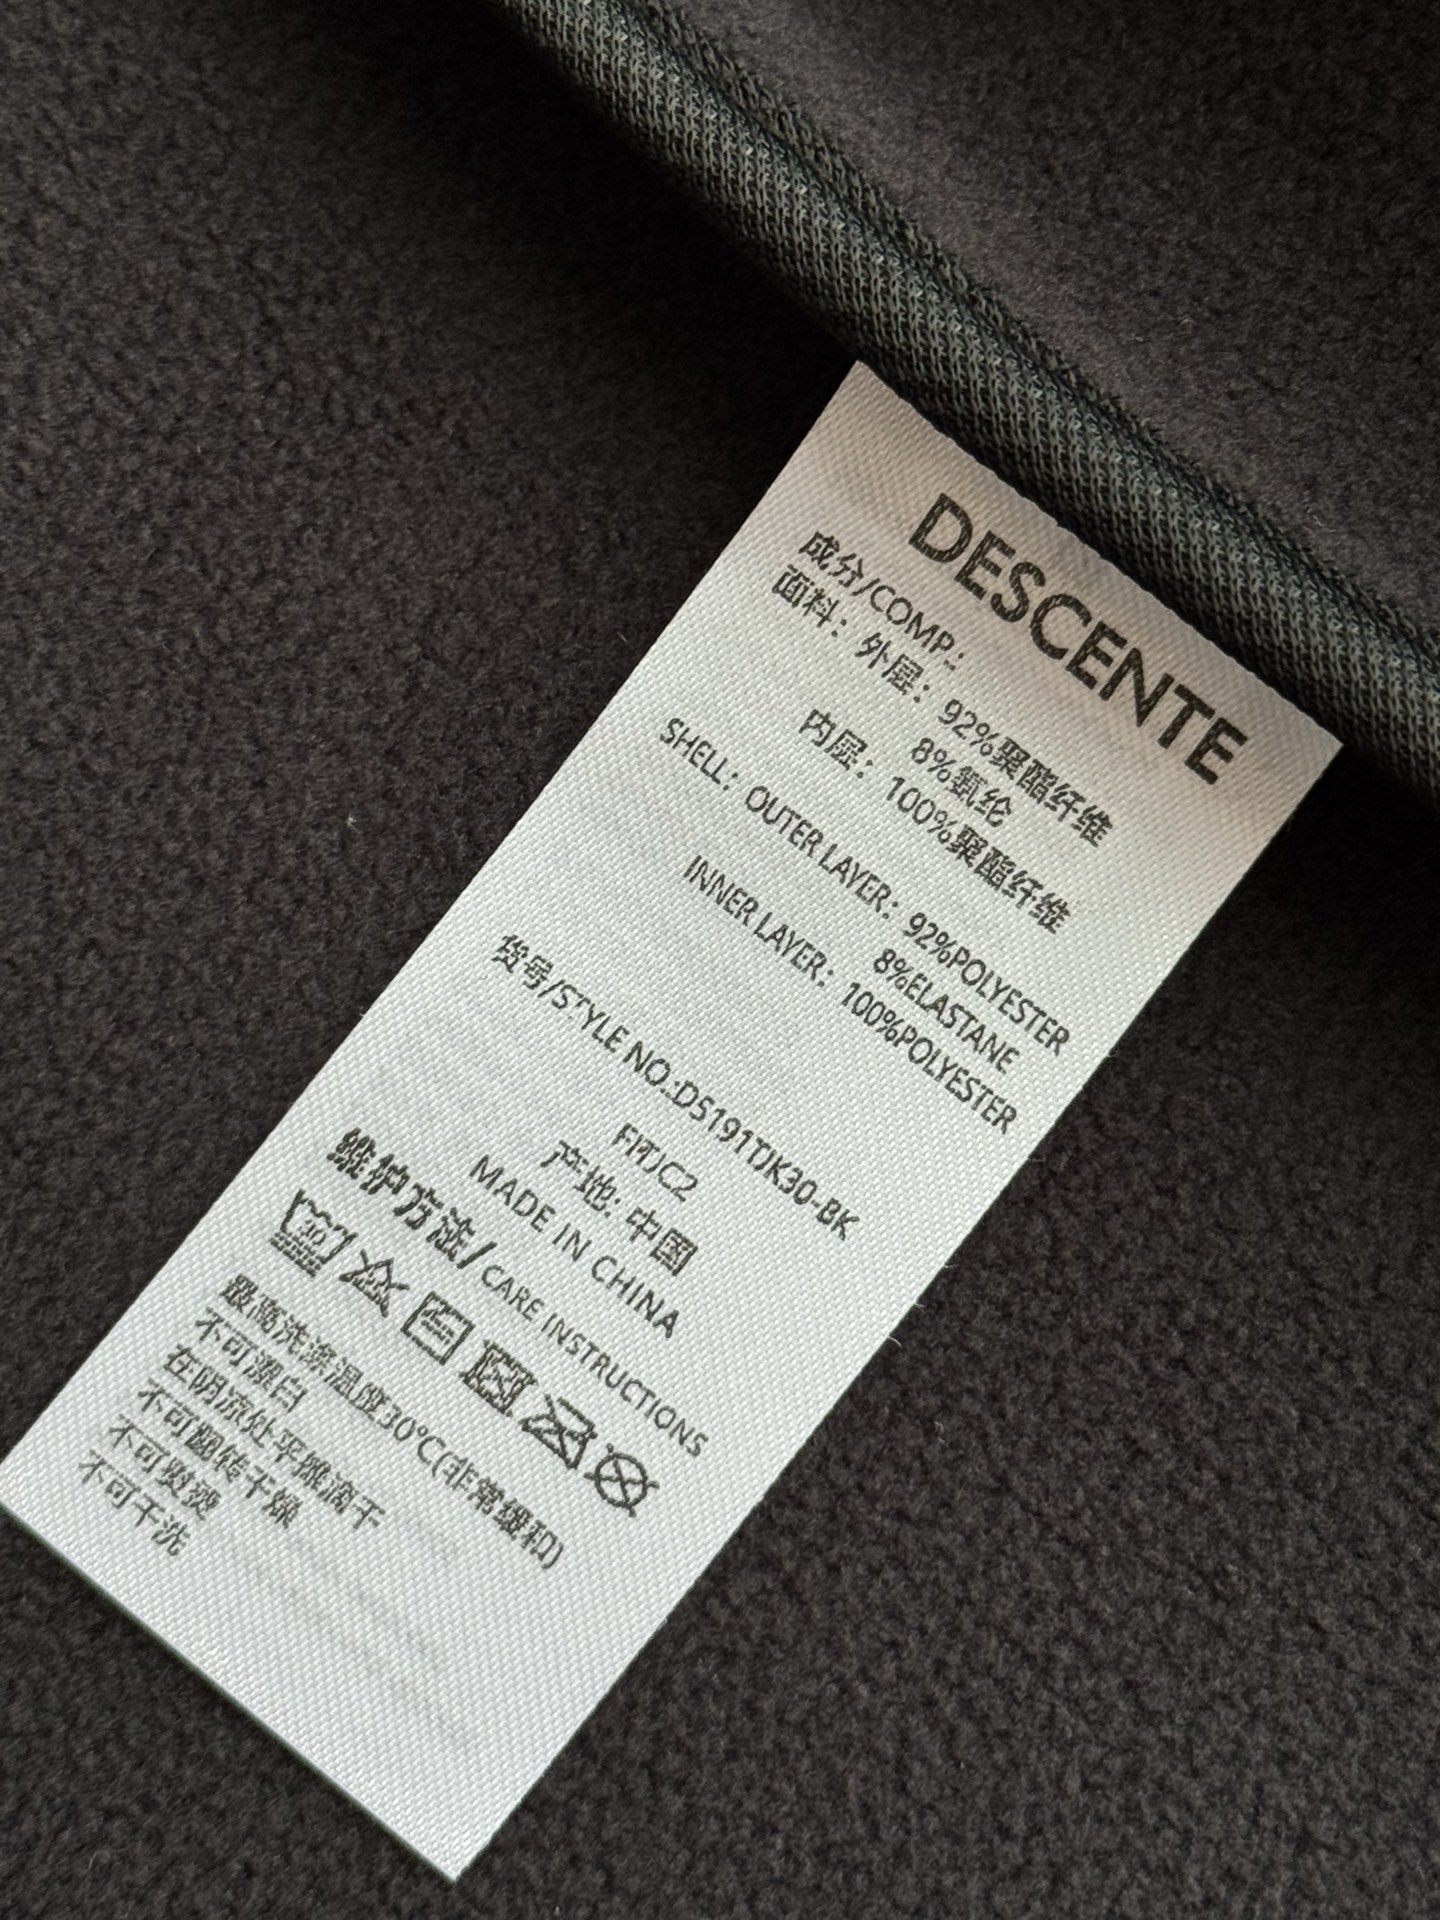 DESCENTE
成分/COMP.:
面料：外层：92%聚酯纤维
8%氨纶
内层：100%聚酯纤维
SHELL: OUTER LAYER: 92%POLYESTER
8%ELASTANE
INNER LAYER: 100%POLYESTER
货号/STYLE NO.:D5191TJK30-BK
产地: 中国
MADE IN CHINA
维护方法/CARE INSTRUCTIONS
30
最高洗涤温度30℃(非常缓和)
不可漂白
在阴凉处平摊滴干
不可翻转干燥
不可熨烫
不可干洗